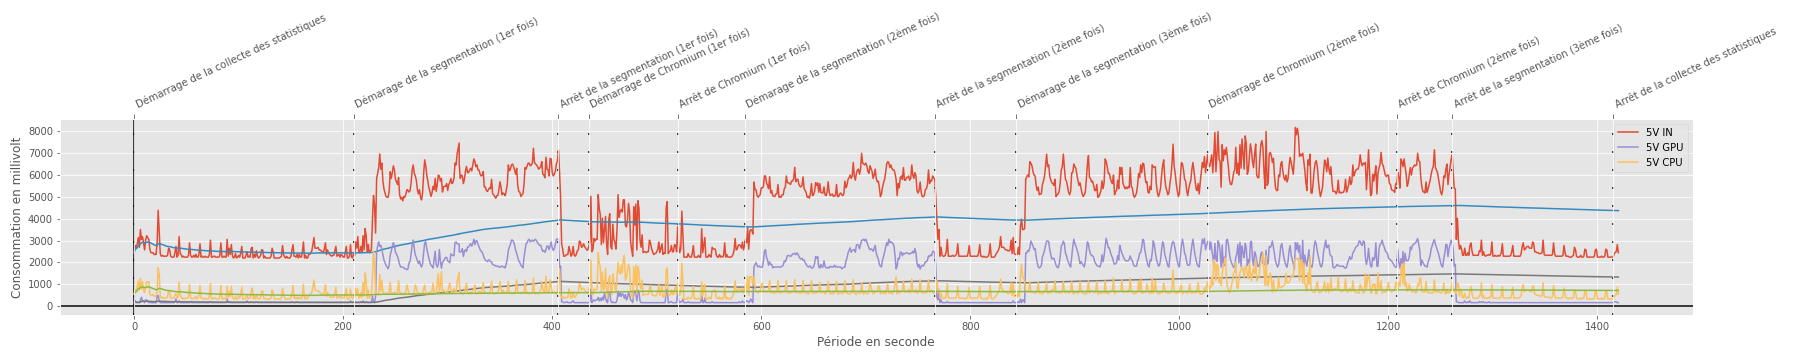 Démarrage de la collecte des statistiques
Démarage de la segmentation (1er fois)
Arrêt de la segmentation (1er fois)
Démarrage de Chromium (1er fois)
Arrêt de Chromium (1er fois)
Démarage de la segmentation (2ème fois)
Arrêt de la segmentation (2ème fois)
Démarage de la segmentation (3ème fois)
Démarrage de Chromium (2ème fois)
Arrêt de Chromium (2ème fois)
Arrêt de la segmentation (3ème fois)
Arrêt de la collecte des statistiques
Consommation en millivolt
8000
7000
6000
5000
4000
3000
2000
1000
0
5V IN
5V GPU
5V CPU
0 200 400 600 800 1000 1200 1400
Période en seconde